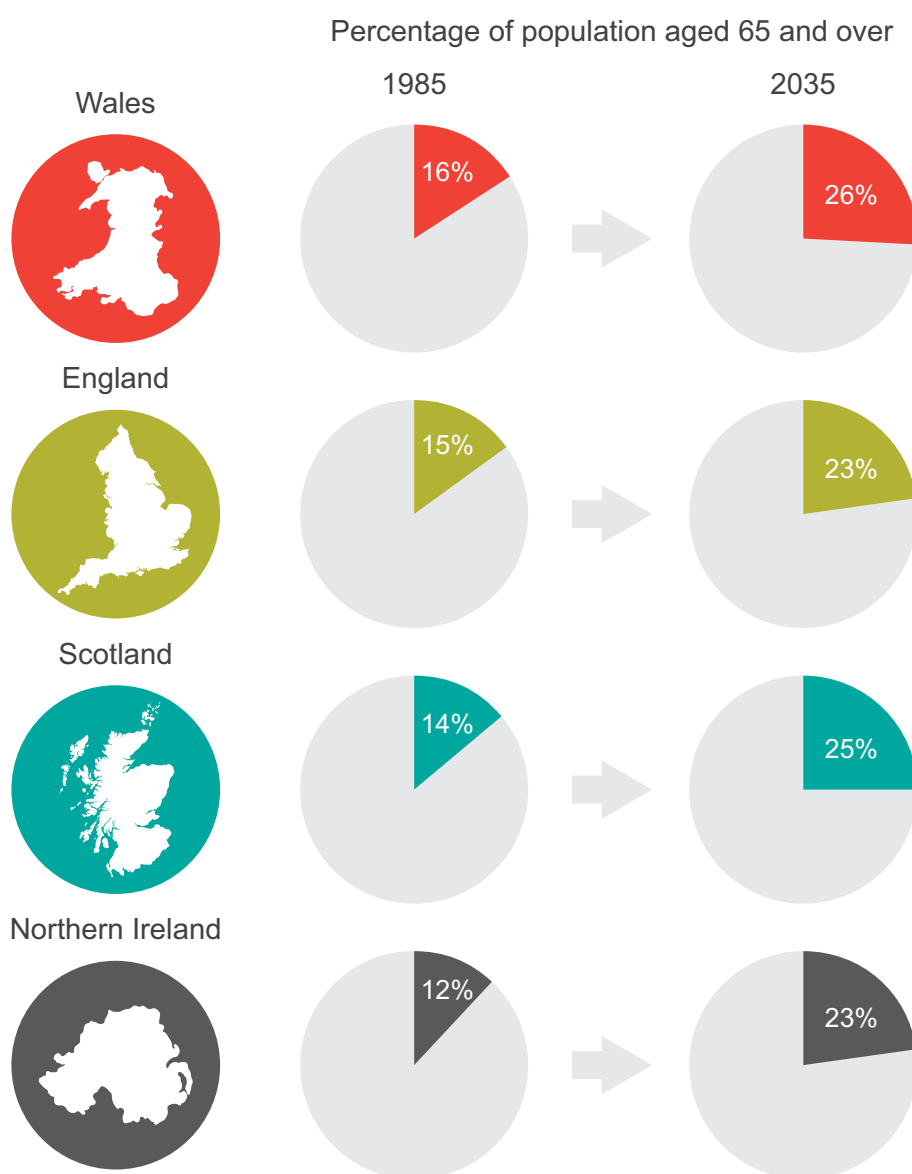 Percentage of population aged 65 and over
1985
2035
Wales
16%
26%
England
15%
23%
Scotland
14%
25%
Northern Ireland
12%
23%